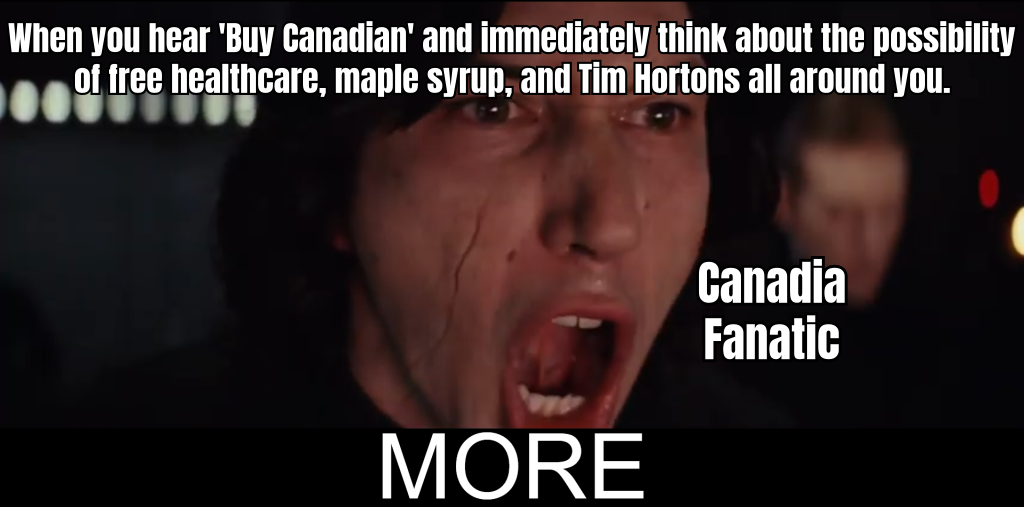 When you hear 'Buy Canadian' and immediately think about the possibility
of free healthcare, maple syrup, and Tim Hortons all around you.
Canadia
Fanatic
MORE